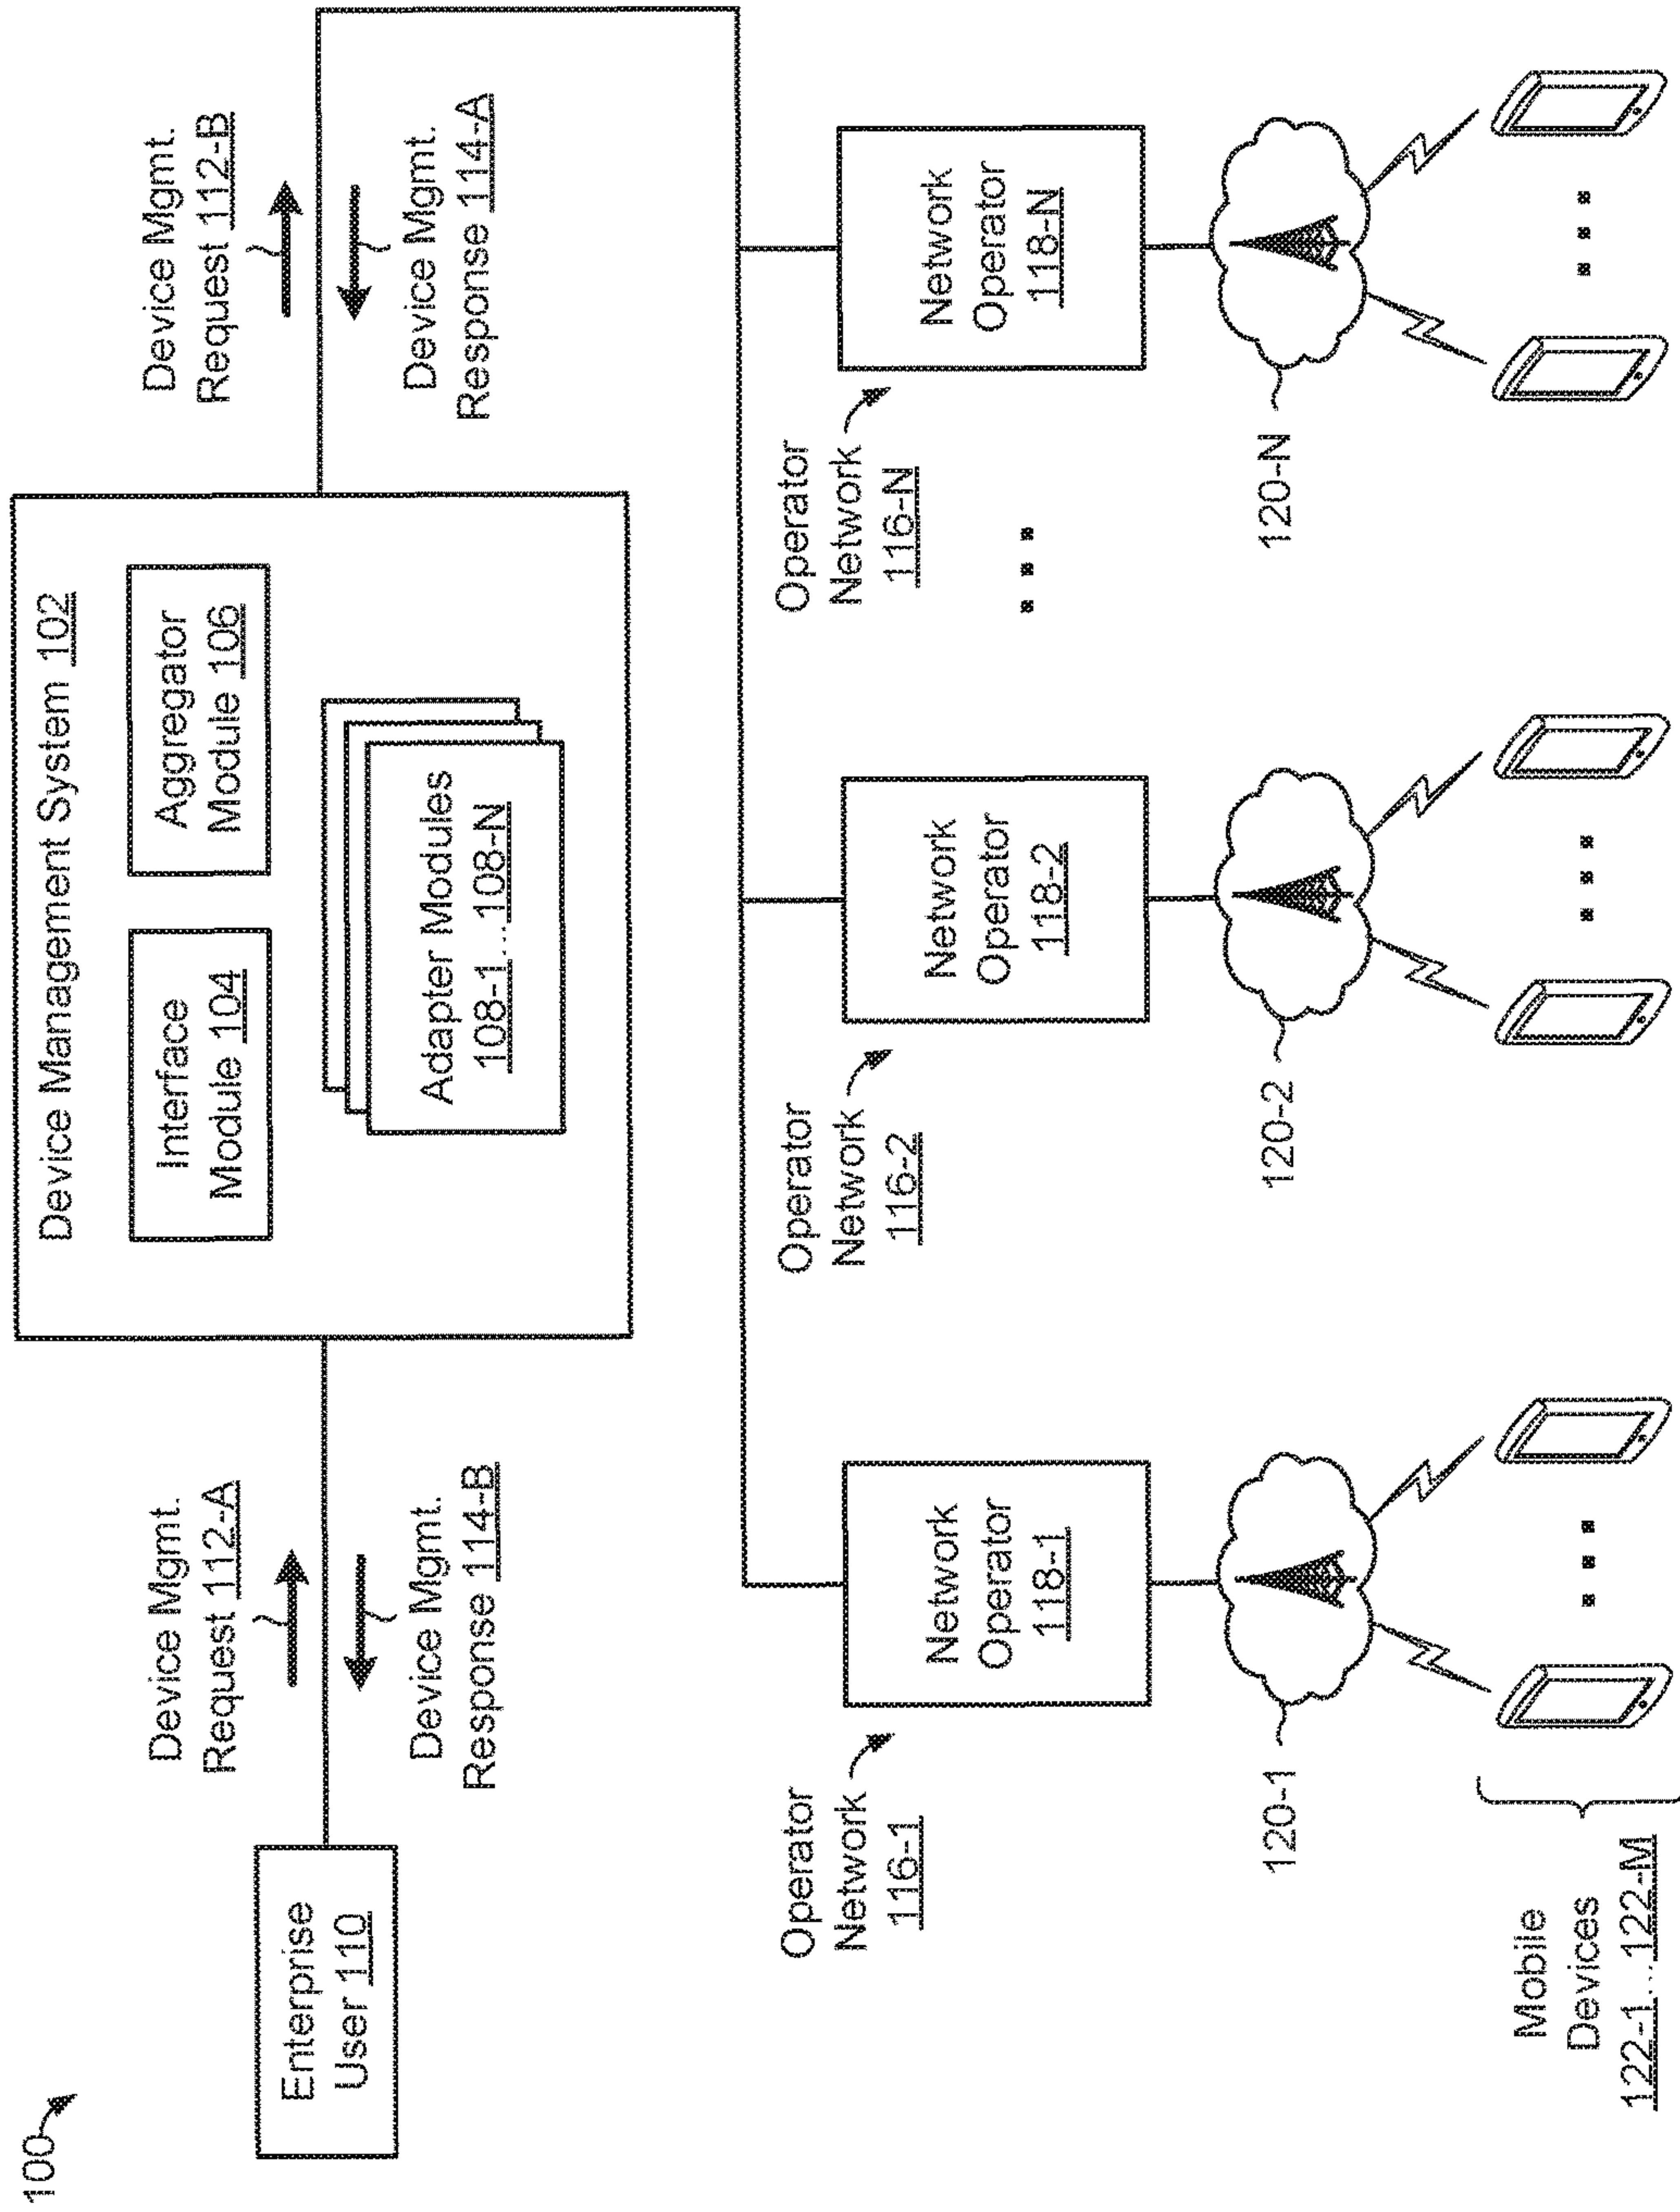 100
Device Management System 102
Interface
Module 104
Aggregator
Module 106
Adapter Modules
108-1...108-N
Enterprise
User 110
Device Mgmt.
Request 112-A
Device Mgmt.
Response 114-B
Device Mgmt.
Request 112-B
Device Mgmt.
Response 114-A
Operator
Network
116-1
Network
Operator
118-1
Operator
Network
116-2
Network
Operator
118-2
Operator
Network
116-N
Network
Operator
118-N
120-1
120-2
120-N
Mobile
Devices
122-1...122-M